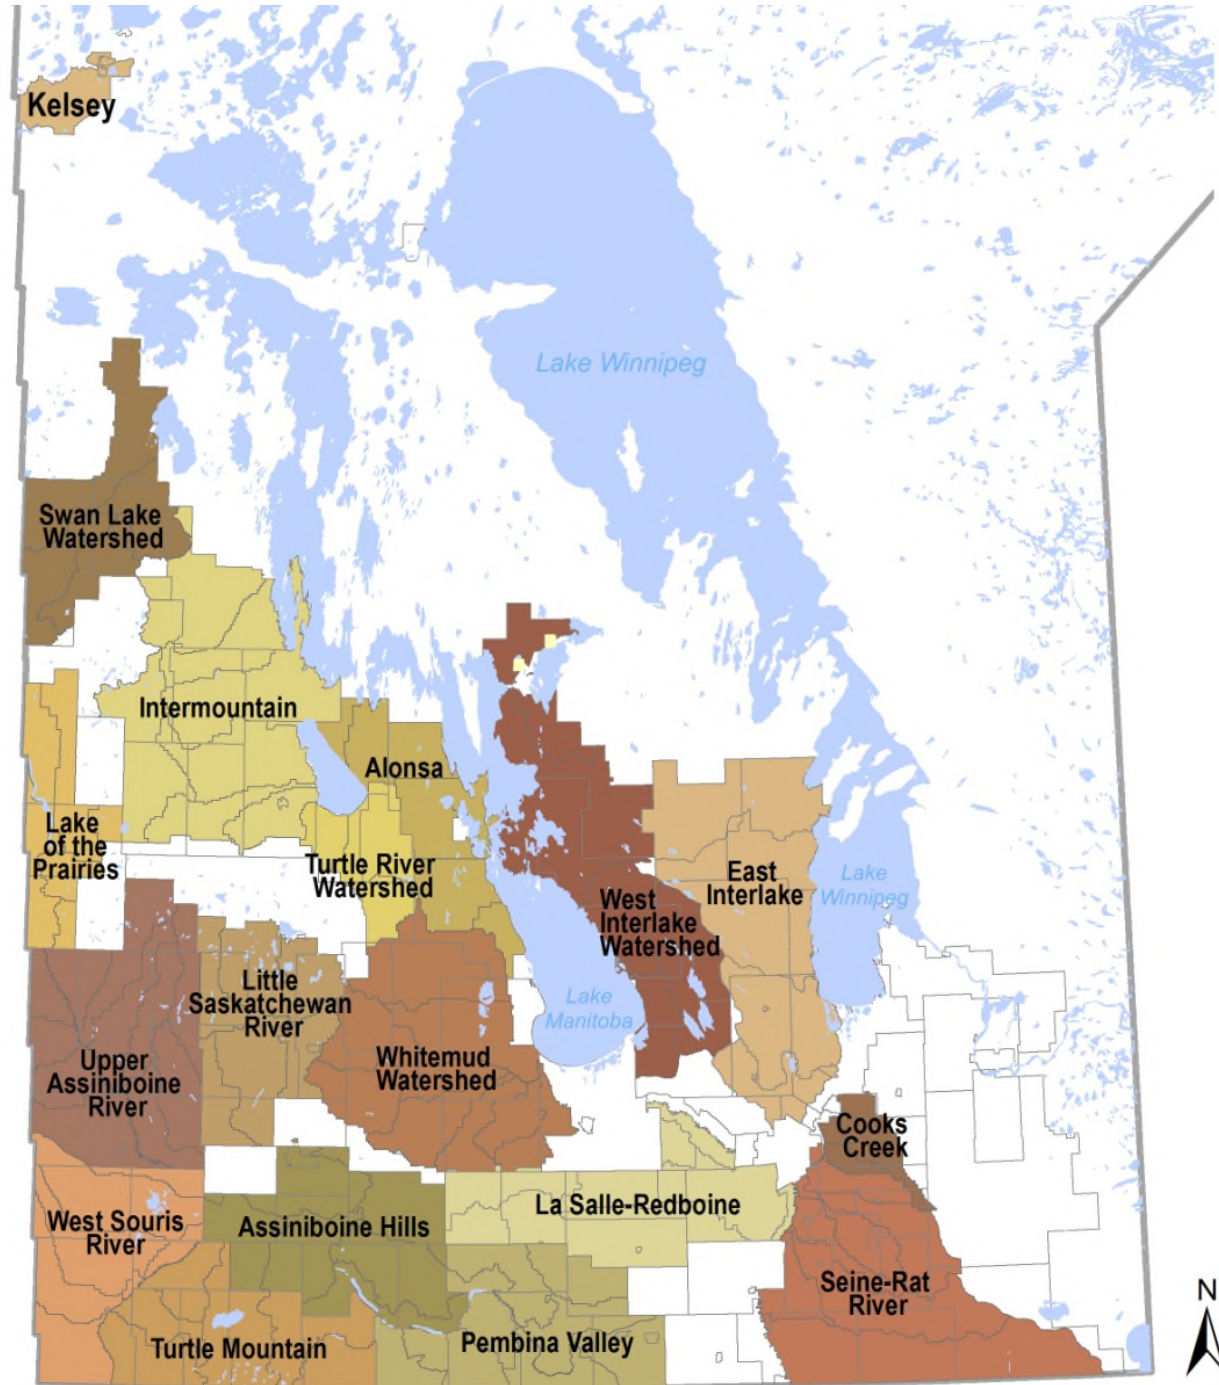 Kelsey
Lake Winnipeg
Swan Lake
Watershed
Intermountain
Alonsa
Lake
of the
Prairies
Turtle River
Watershed
East
Interlake
Lake
Winnipeg
West
Interlake
Watershed
Little
Saskatchewan
River
Lake
Manitoba
Upper
Assiniboine
River
Whitemud
Watershed
Cooks
Creek
West Souris
River
Assiniboine Hills
La Salle-Redboine
Seine-Rat
River
N
Turtle Mountain
Pembina Valley